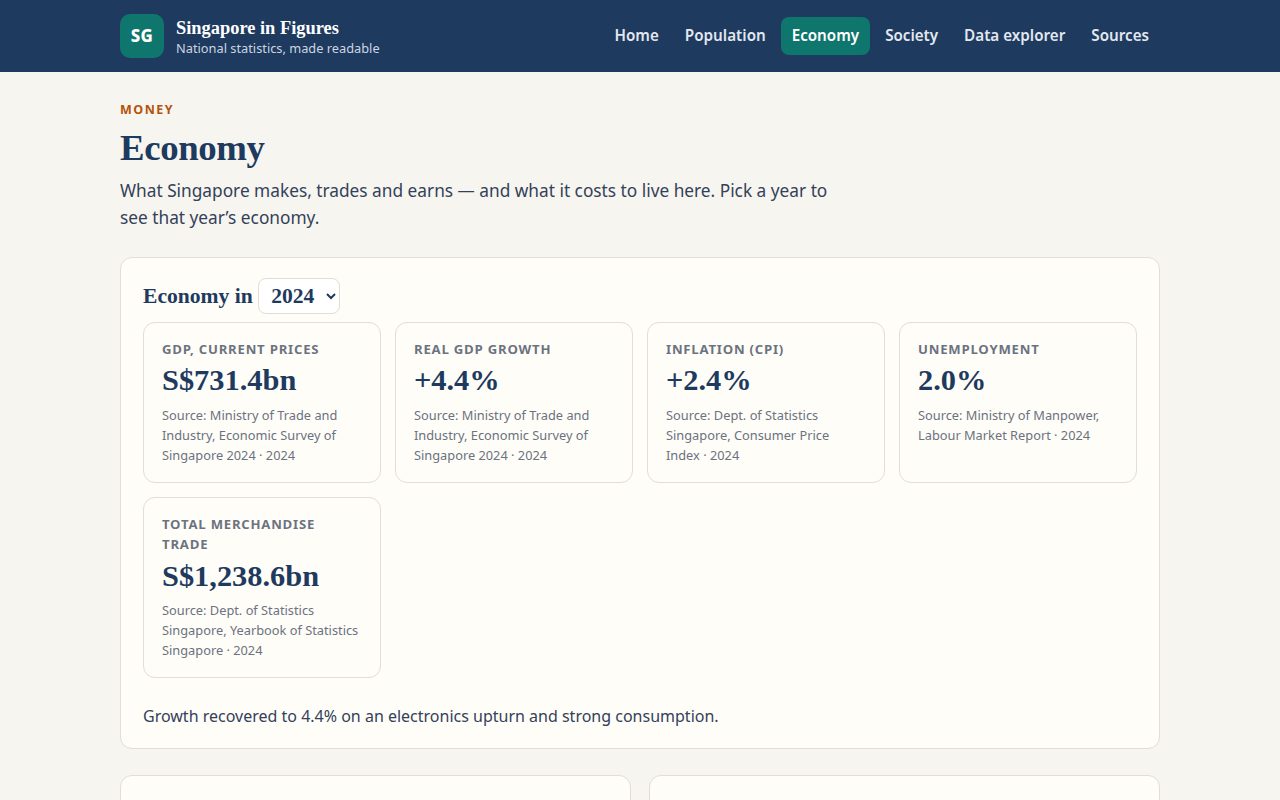 SG
Singapore in Figures
National statistics, made readable
Home Population Economy Society Data explorer Sources
MONEY
Economy
What Singapore makes, trades and earns — and what it costs to live here. Pick a year to
see that year’s economy.
Economy in 2024
GDP, CURRENT PRICES
S$731.4bn
Source: Ministry of Trade and
Industry, Economic Survey of
Singapore 2024 · 2024
REAL GDP GROWTH
+4.4%
Source: Ministry of Trade and
Industry, Economic Survey of
Singapore 2024 · 2024
INFLATION (CPI)
+2.4%
Source: Dept. of Statistics
Singapore, Consumer Price
Index · 2024
UNEMPLOYMENT
2.0%
Source: Ministry of Manpower,
Labour Market Report · 2024
TOTAL MERCHANDISE
TRADE
S$1,238.6bn
Source: Dept. of Statistics
Singapore, Yearbook of Statistics
Singapore · 2024
Growth recovered to 4.4% on an electronics upturn and strong consumption.